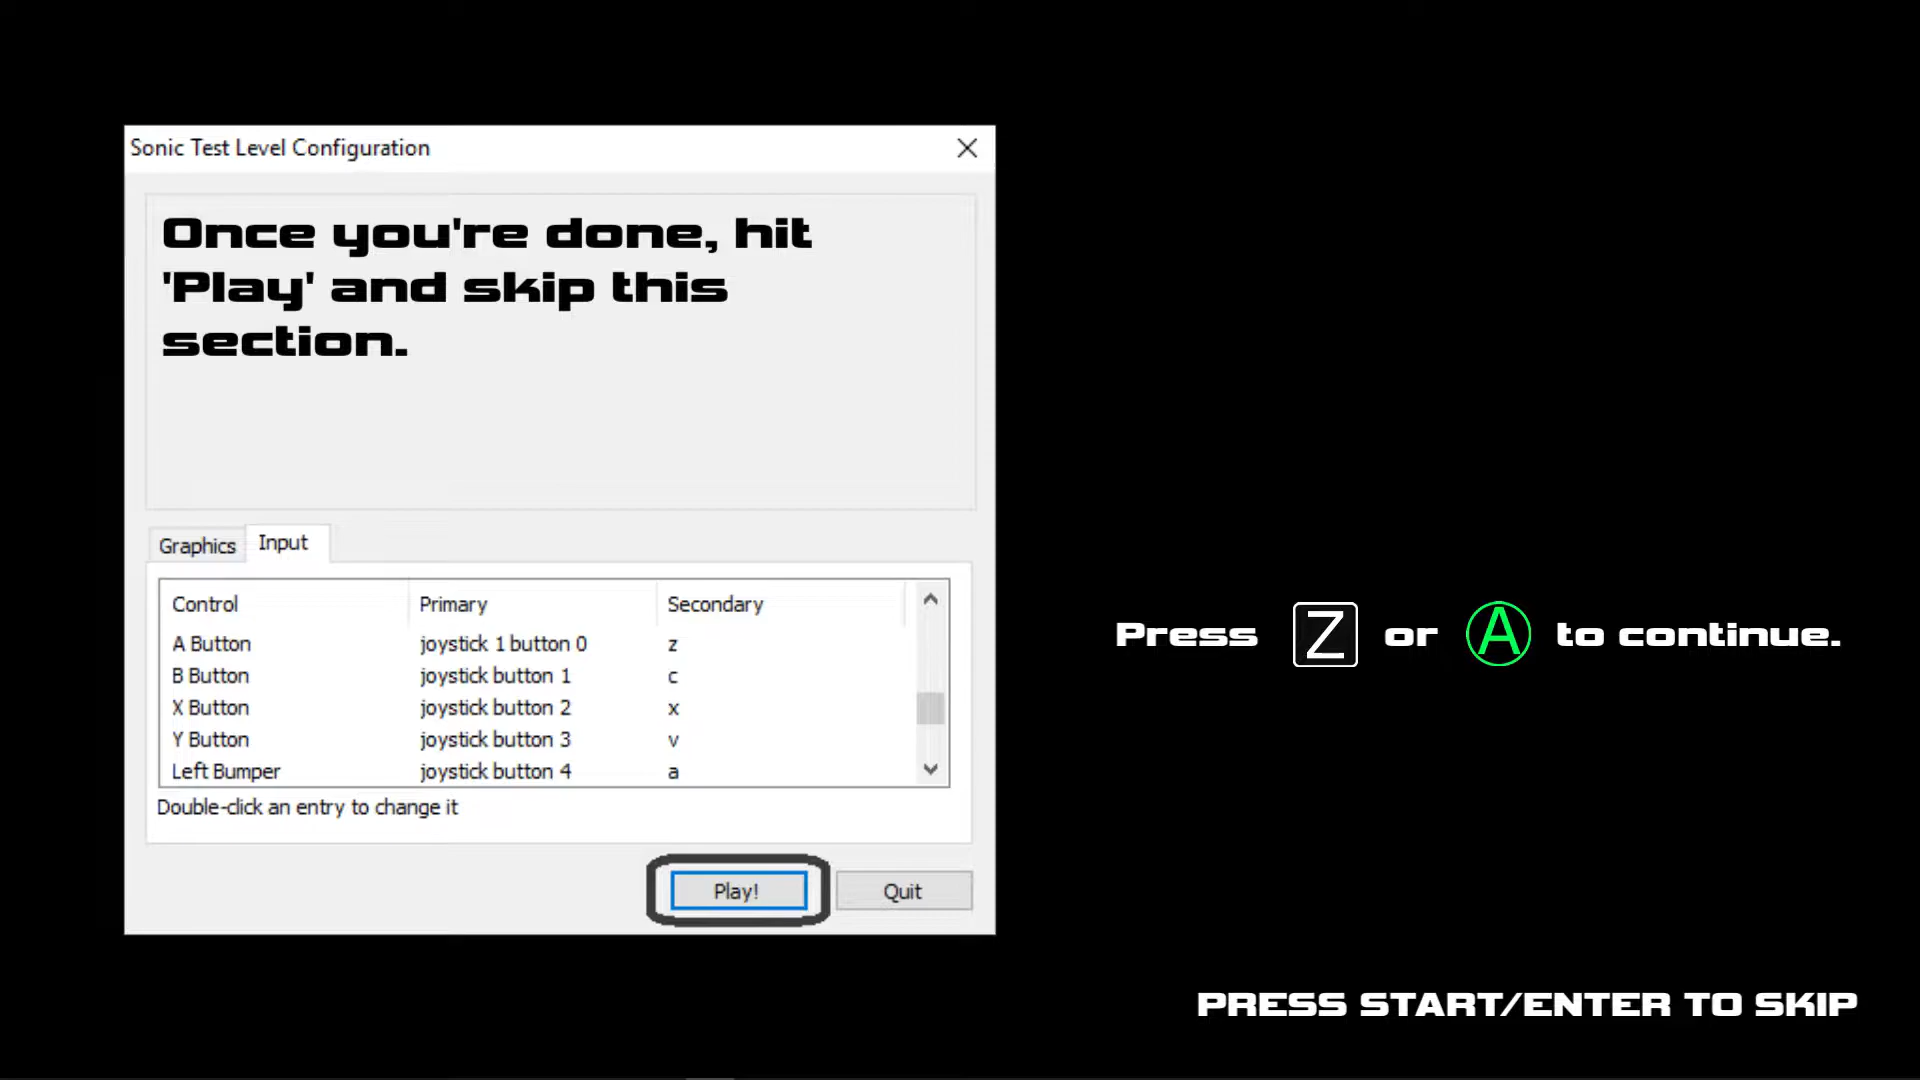 Sonic Test Level Configuration
Once you're done, hit
'Play' and skip this
section.
Graphics Input
Control Primary Secondary
A Button joystick 1 button 0 z
B Button joystick button 1 c
X Button joystick button 2 x
Y Button joystick button 3 v
Left Bumper joystick button 4 a
Double-click an entry to change it
Play! Quit
Press Z or A to continue.
PRESS START/ENTER TO SKIP